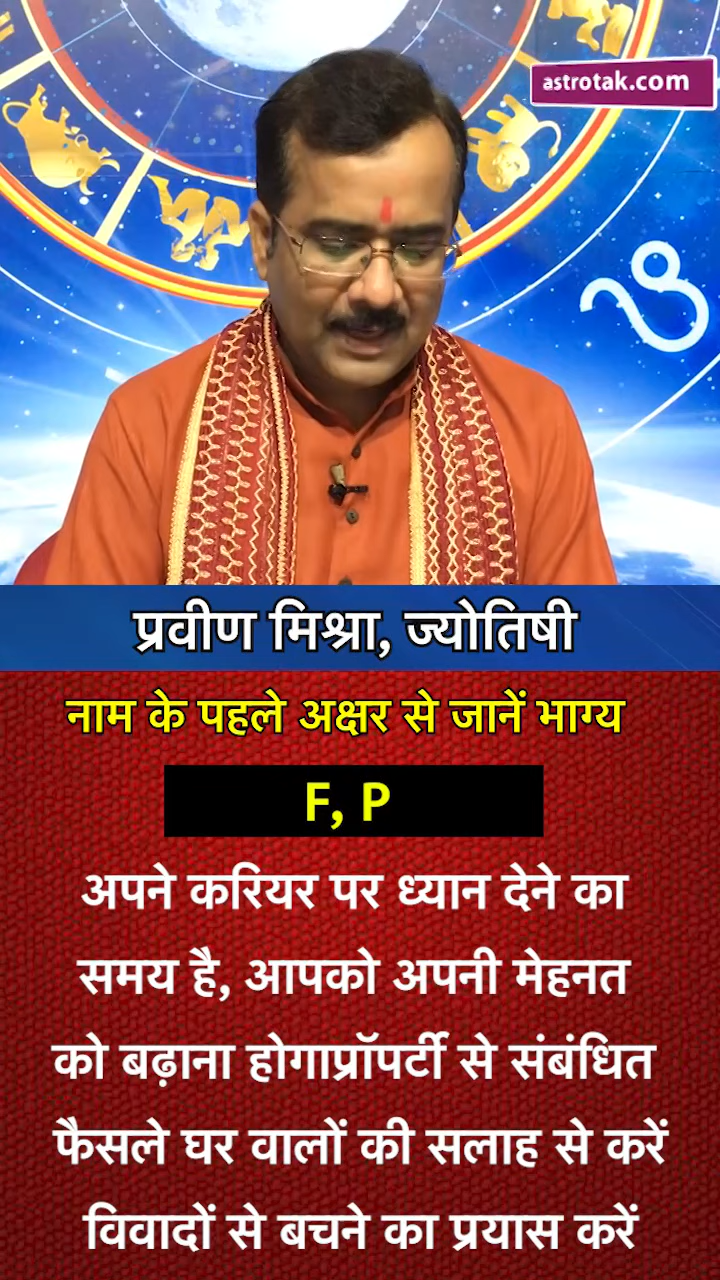 astrotak.com
प्रवीण मिश्रा, ज्योतिषी
नाम के पहले अक्षर से जानें भाग्य
F, P
अपने करियर पर ध्यान देने का
समय है, आपको अपनी मेहनत
को बढ़ाना होगाप्रॉपर्टी से संबंधित
फैसले घर वालों की सलाह से करें
विवादों से बचने का प्रयास करें